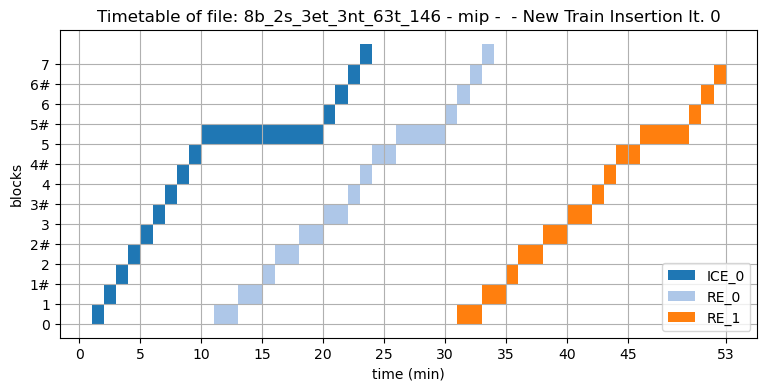 Timetable of file: 8b_2s_3et_3nt_63t_146 - mip -  - New Train Insertion It. 0
blocks
7
6#
6
5#
5
4#
4
3#
3
2#
2
1#
1
0
ICE_0
RE_0
RE_1
0 5 10 15 20 25 30 35 40 45 53
time (min)